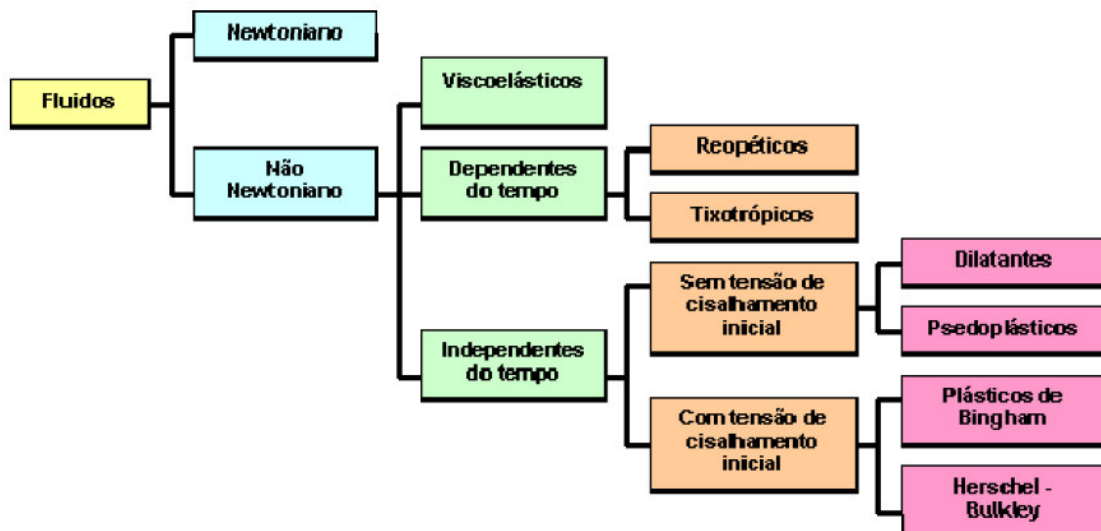 Fluidos
Newtoniano
Não
Newtoniano
Viscoelásticos
Dependentes
do tempo
Independentes
do tempo
Reopéticos
Tixotrópicos
Sem tensão de
cisalhamento
inicial
Com tensão de
cisalhamento
inicial
Dilatantes
Psedoplásticos
Plásticos de
Bingham
Herschel -
Bulkley